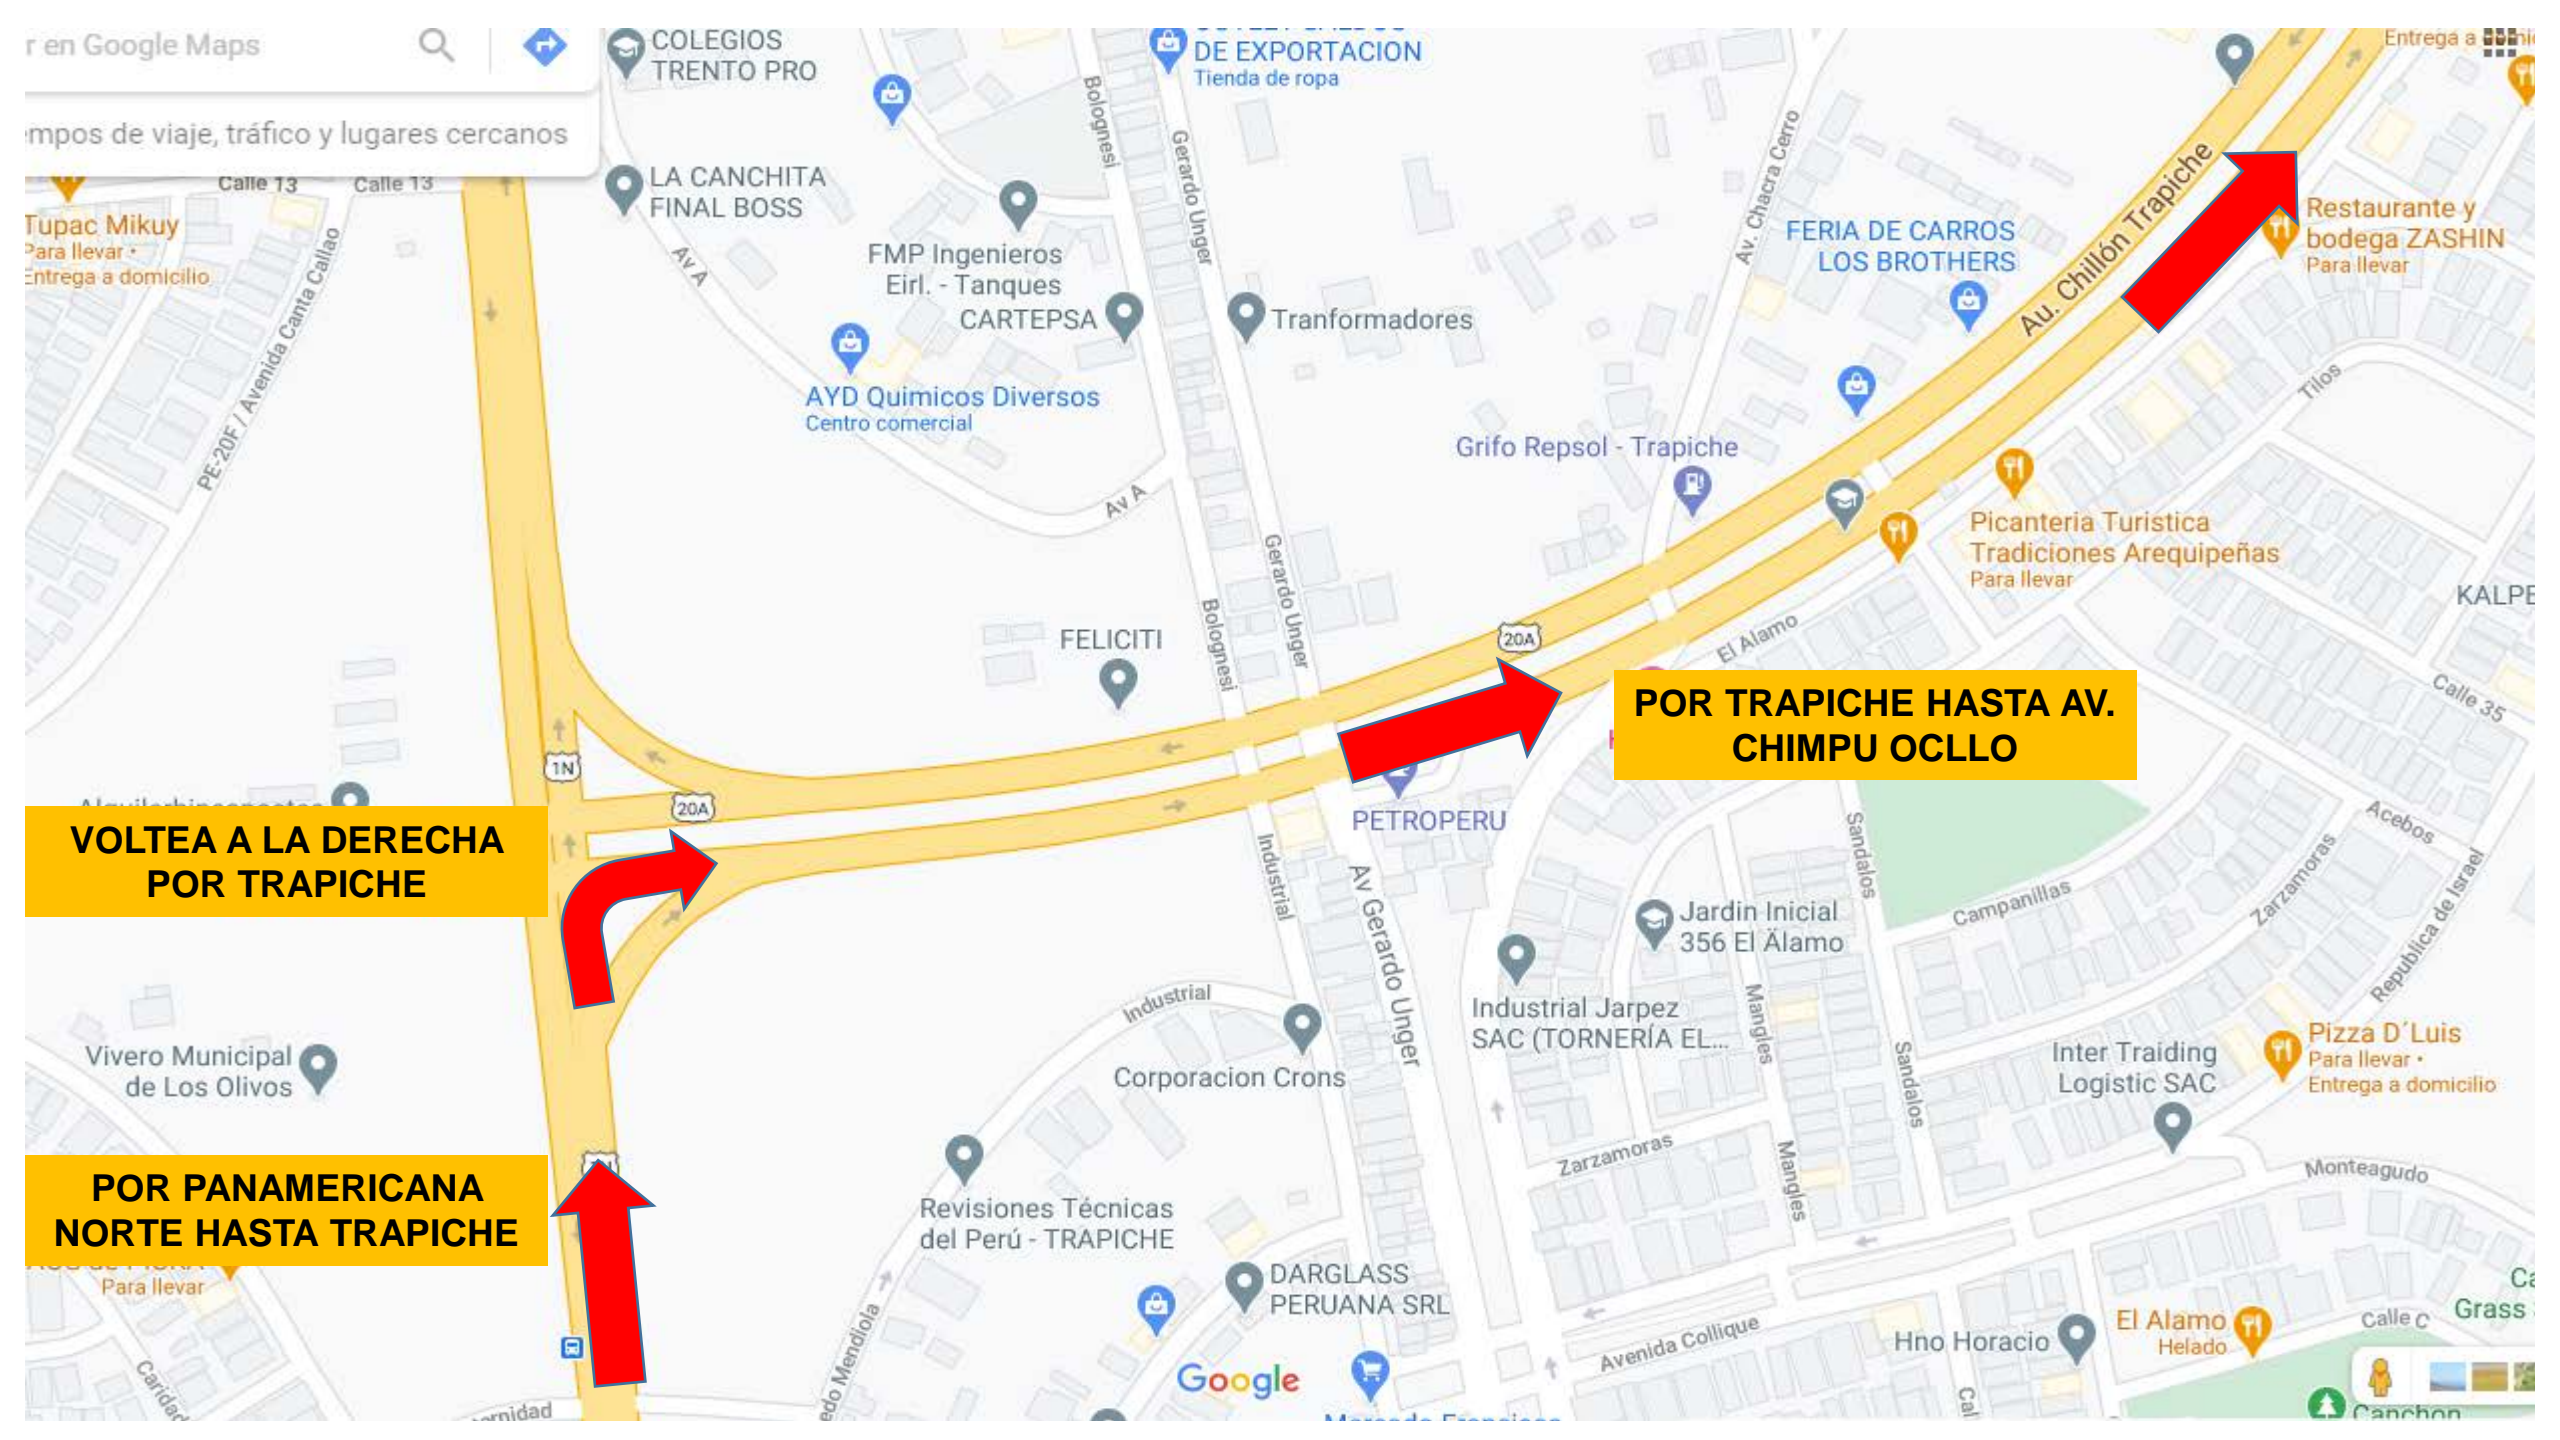 r en Google Maps
COLEGIOS
TRENTO PRO
DE EXPORTACION
Tienda de ropa
Entrega a
mpos de viaje, tráfico y lugares cercanos
Calle 13
Calle 13
LA CANCHITA
FINAL BOSS
Tupac Mikuy
Para llevar •
Entrega a domicilio
PE-20F / Avenida Canta Callao
Av A
Bolognesi
Gerardo Unger
Av. Chacra Cerro
FMP Ingenieros
Eirl. - Tanques
CARTEPSA
Tranformadores
FERIA DE CARROS
LOS BROTHERS
Au. Chillón Trapiche
Restaurante y
bodega ZASHIN
Para llevar
AYD Quimicos Diversos
Centro comercial
Grifo Repsol - Trapiche
Tilos
Av A
Gerardo Unger
Picanteria Turistica
Tradiciones Arequipeñas
Para llevar
KALPE
Bolognesi
FELICITI
20A
El Alamo
POR TRAPICHE HASTA AV.
CHIMPU OCLLO
Calle 35
1N
20A
PETROPERU
VOLTEA A LA DERECHA
POR TRAPICHE
Industrial
Av Gerardo Unger
Sandalos
Acebos
Zarzamoras
Republica de Israel
Campanillas
Jardin Inicial
356 El Álamo
Industrial
Industrial Jarpez
SAC (TORNERÍA EL...
Mangles
Sandalos
Vivero Municipal
de Los Olivos
Corporacion Crons
Inter Traiding
Logistic SAC
Pizza D´Luis
Para llevar •
Entrega a domicilio
Zarzamoras
Mangles
Monteagudo
POR PANAMERICANA
NORTE HASTA TRAPICHE
Para llevar
Revisiones Técnicas
del Perú - TRAPICHE
DARGLASS
PERUANA SRL
edo Mendiola
Avenida Collique
Hno Horacio
El Alamo
Helado
Calle C
Grass
Caridad
rnidad
Google
Cal
Canchon